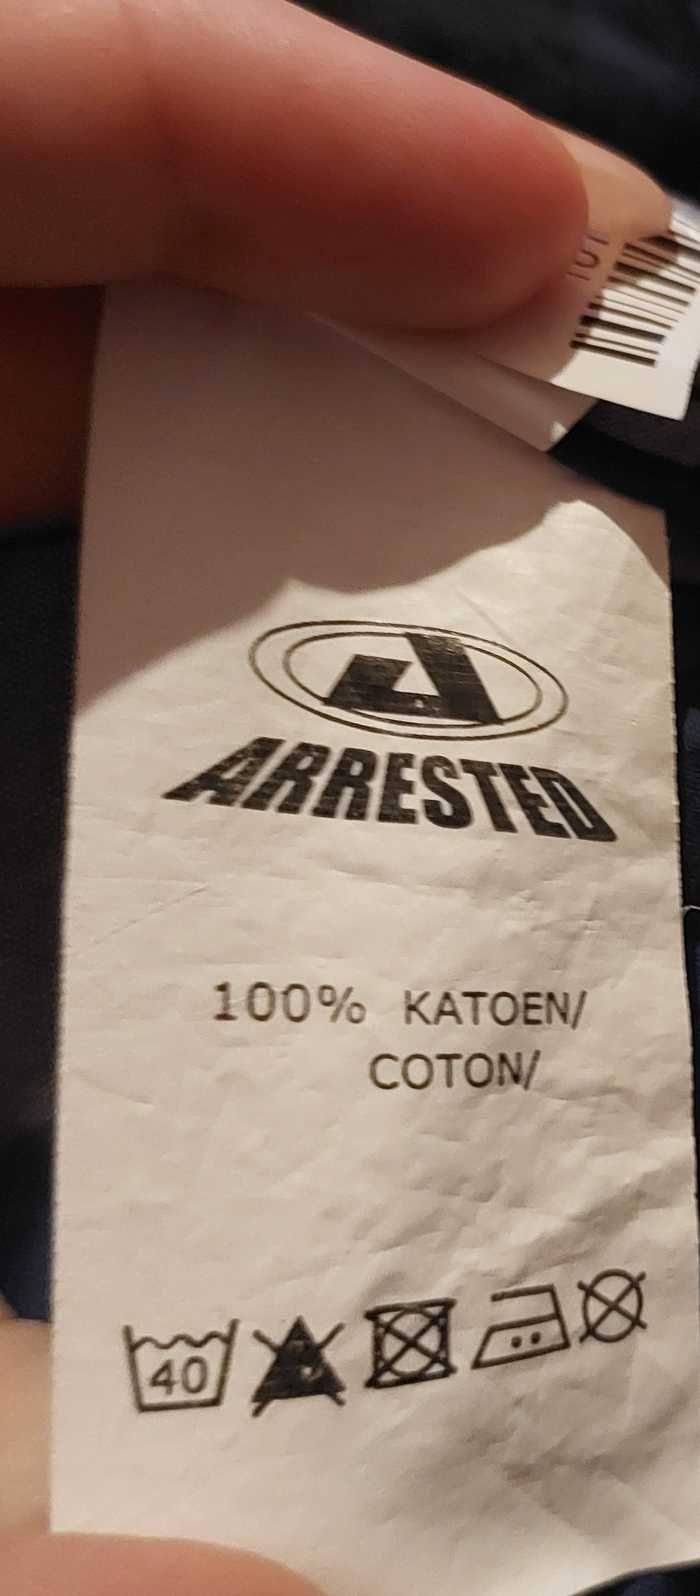 ARRESTED
100% KATOEN/
COTON/
40